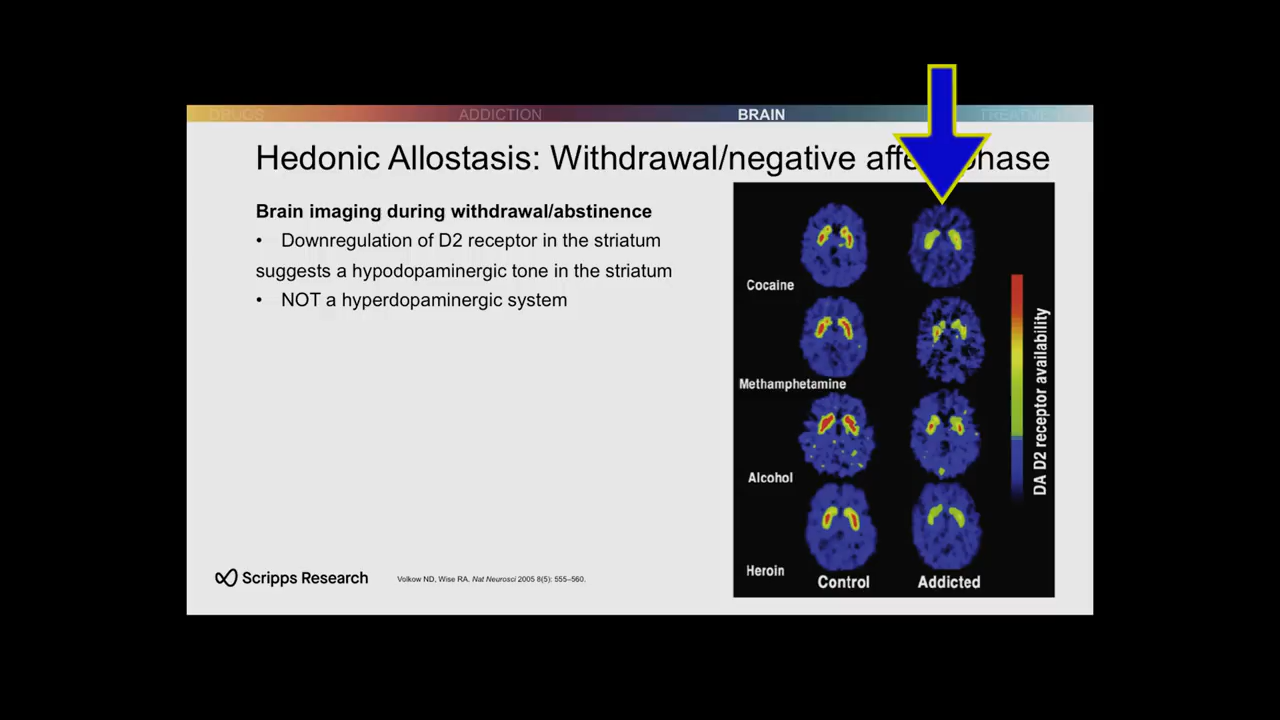 DRUGS
ADDICTION
BRAIN
Hedonic Allostasis: Withdrawal/negative phase
Brain imaging during withdrawal/abstinence
• Downregulation of D2 receptor in the striatum
suggests a hypodopaminergic tone in the striatum
• NOT a hyperdopaminergic system
Cocaine
Methamphetamine
Alcohol
Heroin
Control
Addicted
DA D2 receptor availability
Scripps Research
Volkow ND, Wise RA, Nat Neurosci 2005 8(5): 555–560.